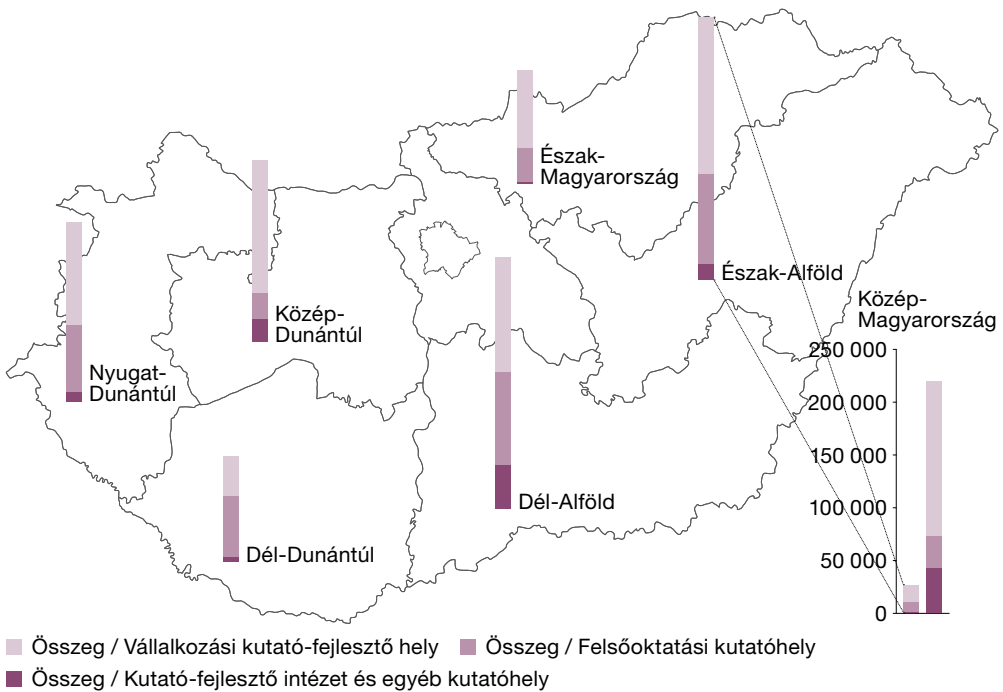 Észak-
Magyarország
Észak-Alföld
Közép-
Dunántúl
Nyugat-
Dunántúl
Dél-Alföld
Dél-Dunántúl
Közép-
Magyarország
250 000
200 000
150 000
100 000
50 000
0
Összeg / Vállalkozási kutató-fejlesztő hely
Összeg / Felsőoktatási kutatóhely
Összeg / Kutató-fejlesztő intézet és egyéb kutatóhely